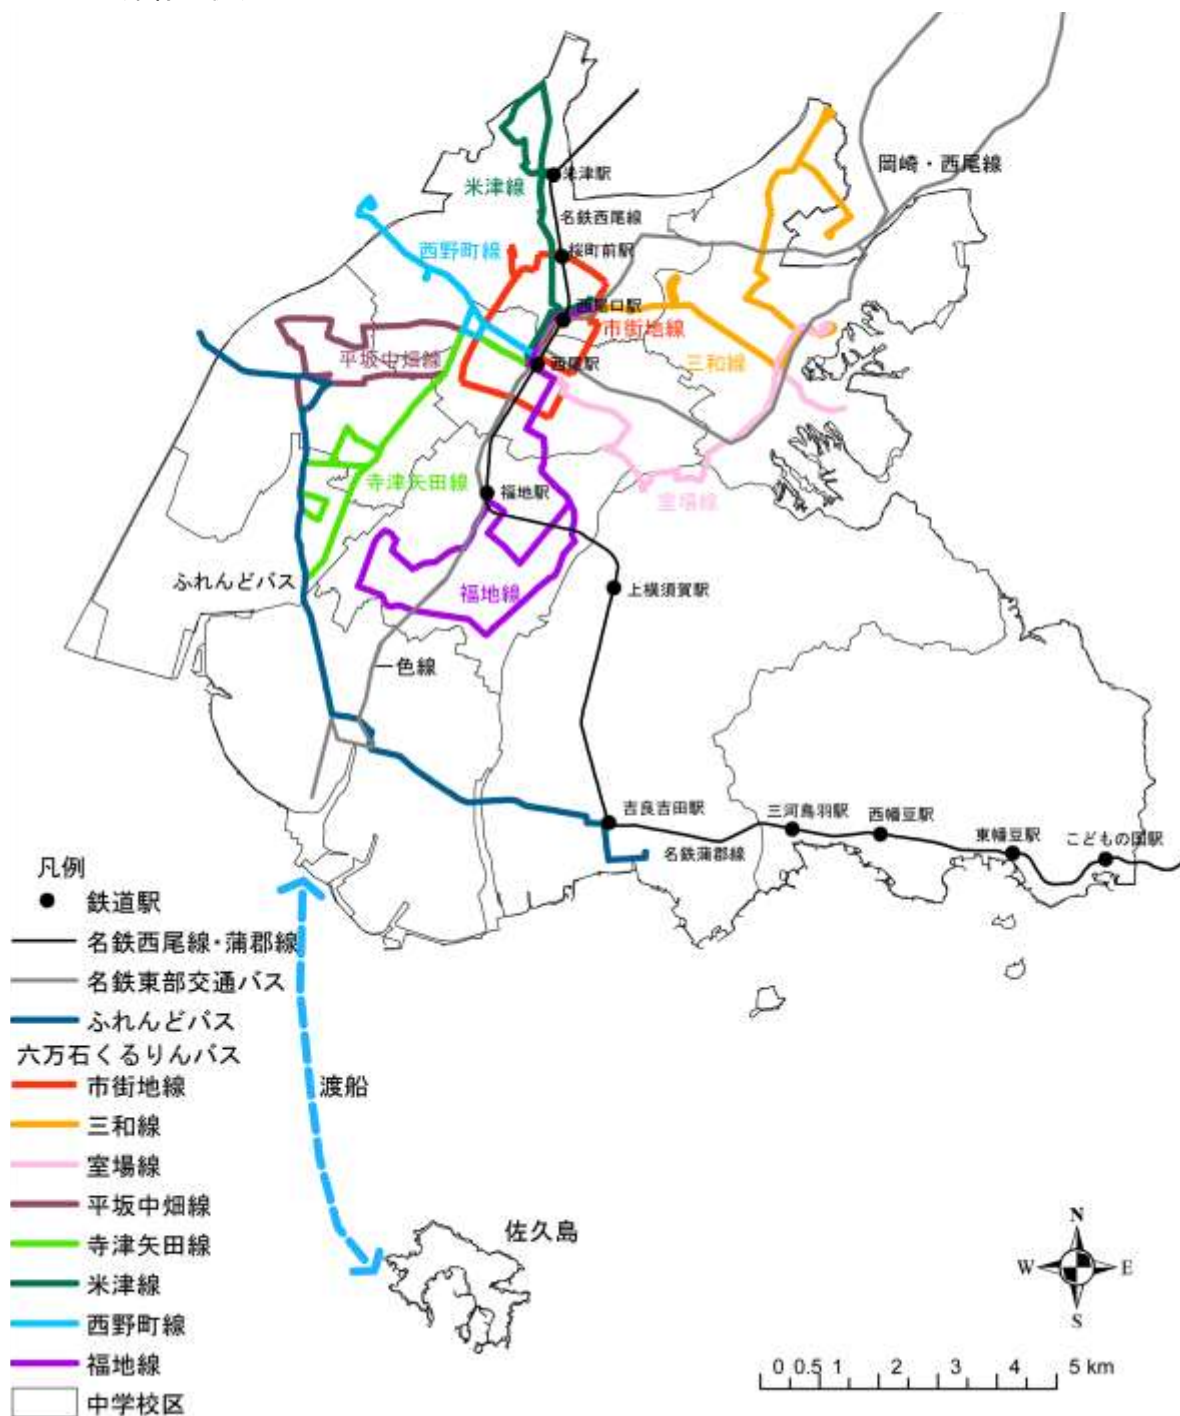 岡崎・西尾線
米津駅
米津線
名鉄西尾線
西野町線
桜町前駅
西尾口駅
市街地線
平坂中畑線
西尾駅
三和線
寺津矢田線
福地駅
室場線
ふれんどバス
福地線
上横須賀駅
一色線
吉良吉田駅
三河鳥羽駅
西幡豆駅
東幡豆駅
こどもの国駅
名鉄蒲郡線
凡例
鉄道駅
名鉄西尾線・蒲郡線
名鉄東部交通バス
ふれんどバス
六万石くるりんバス
市街地線
渡船
三和線
室場線
平坂中畑線
佐久島
寺津矢田線
米津線
西野町線
福地線
中学校区
N
W E
S
0 0.5 1 2 3 4 5 km